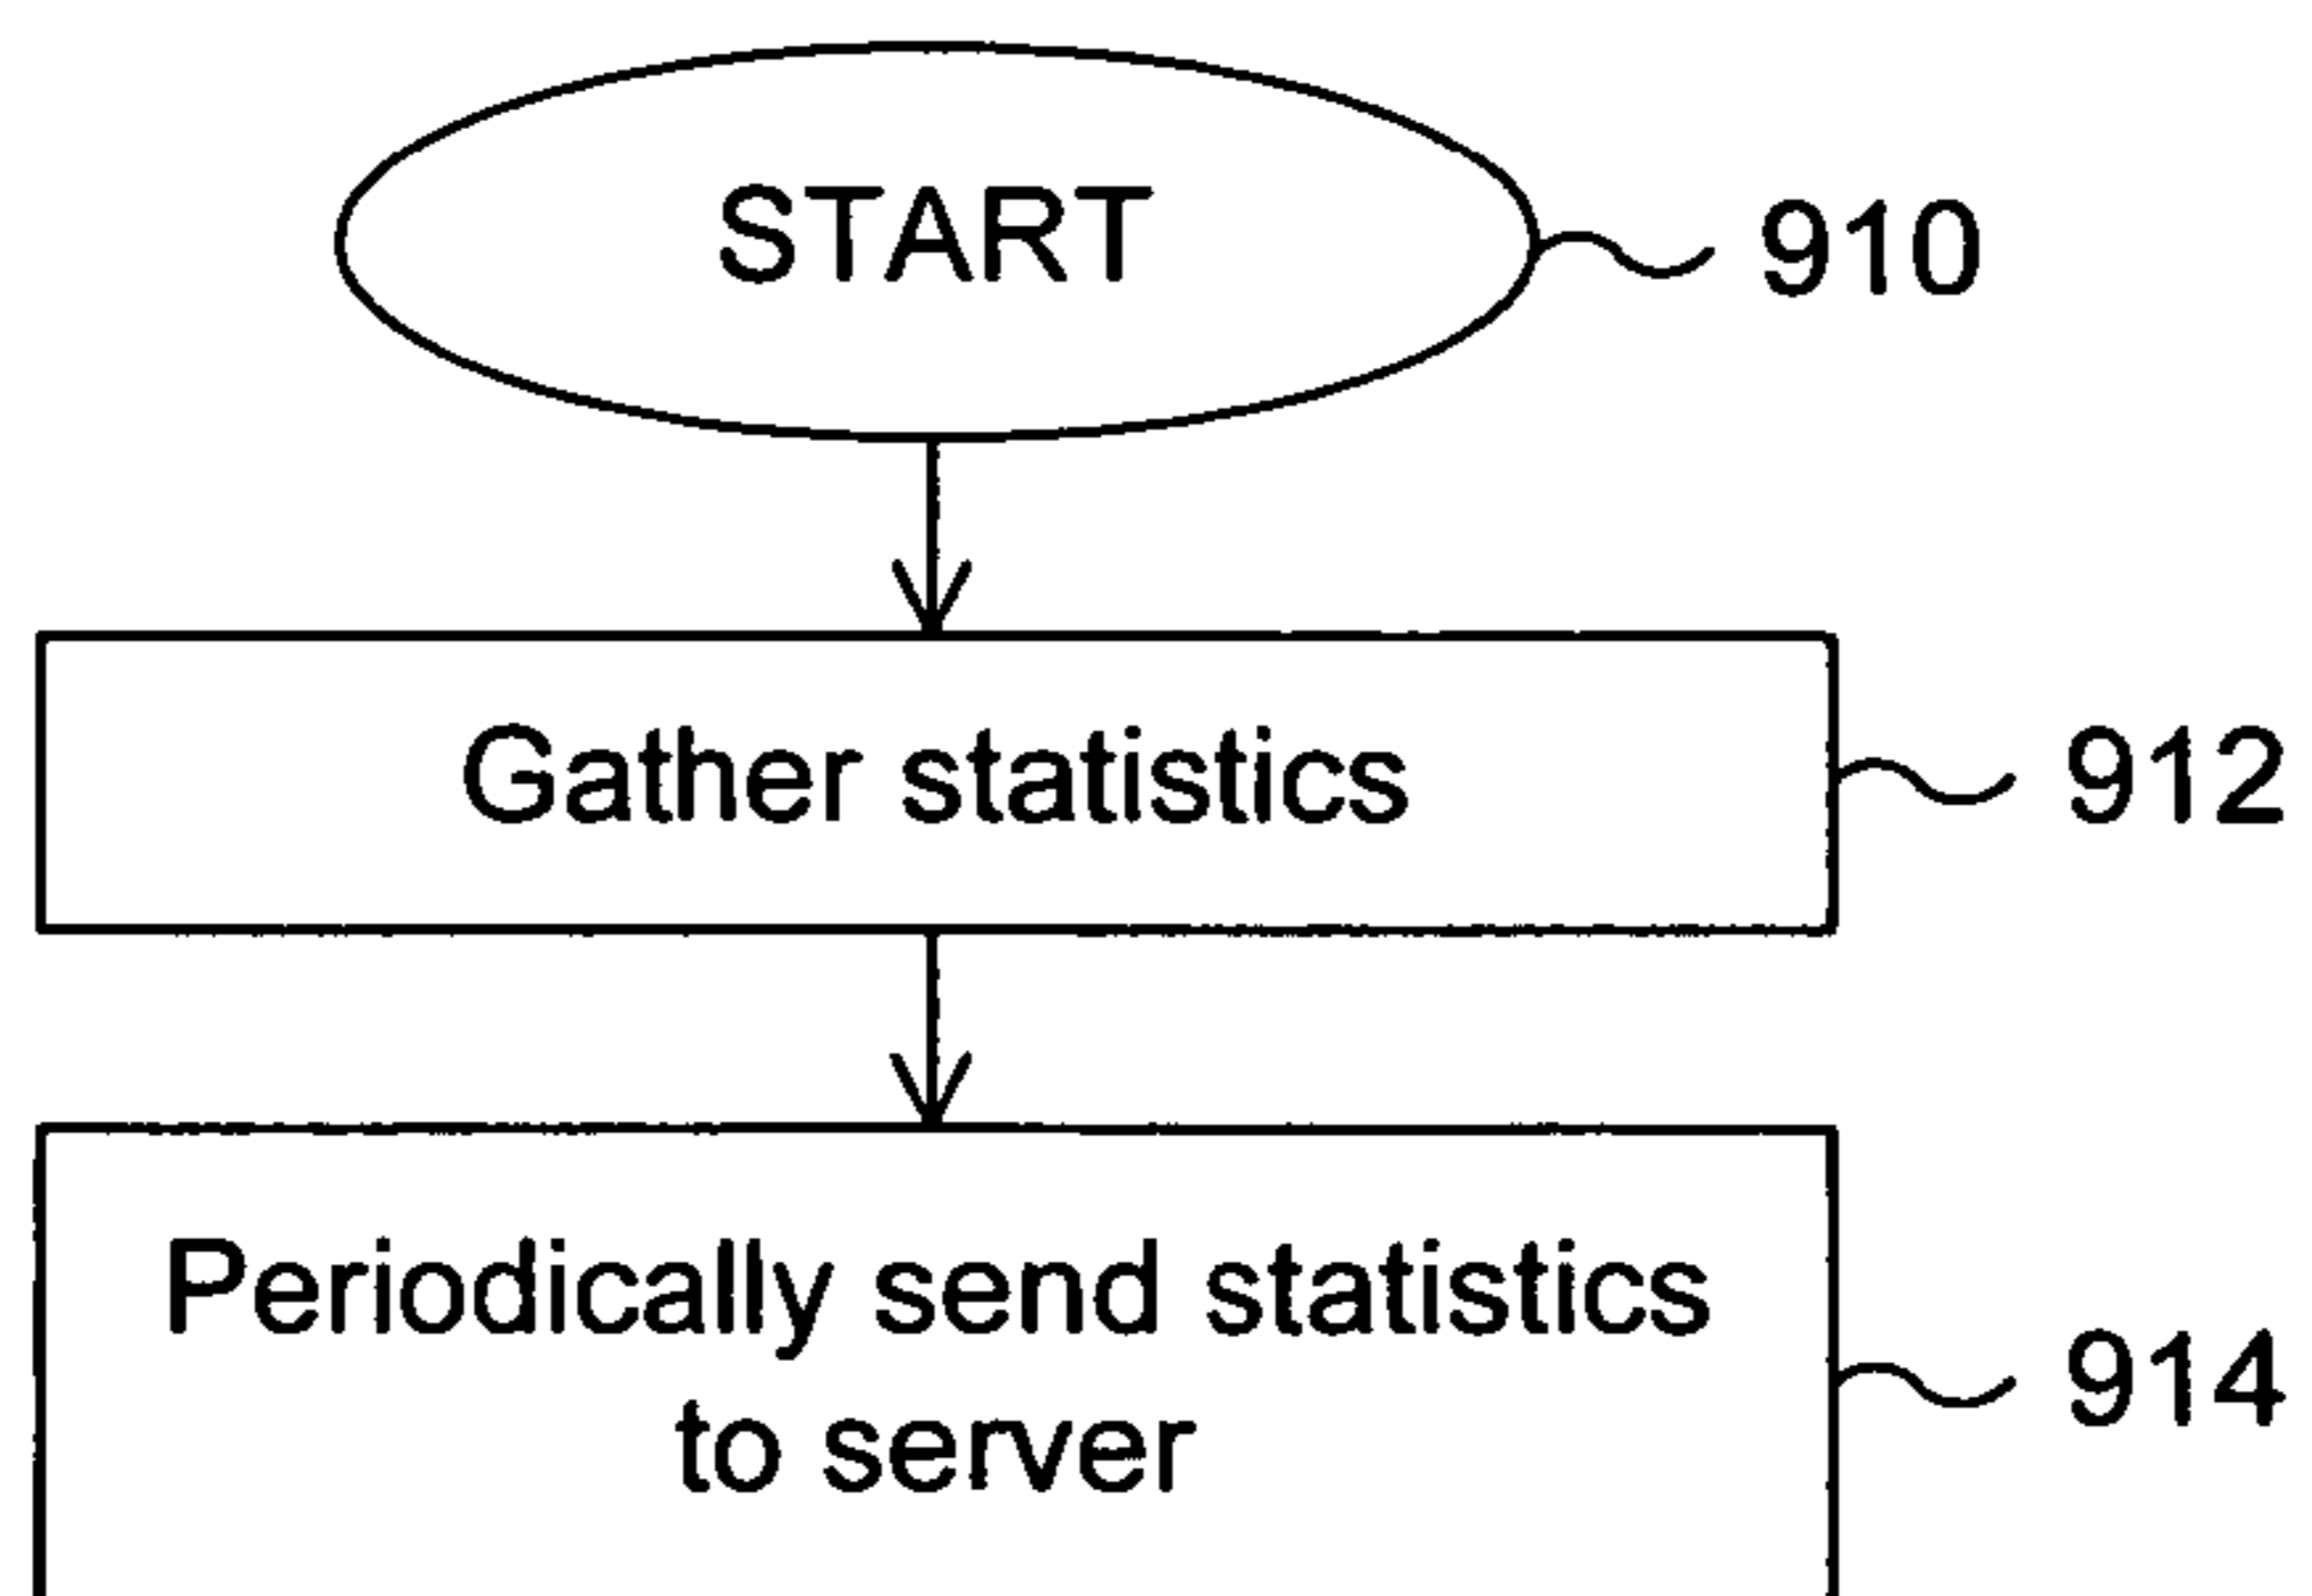 START
910
Gather statistics
912
Periodically send statistics
to server
914